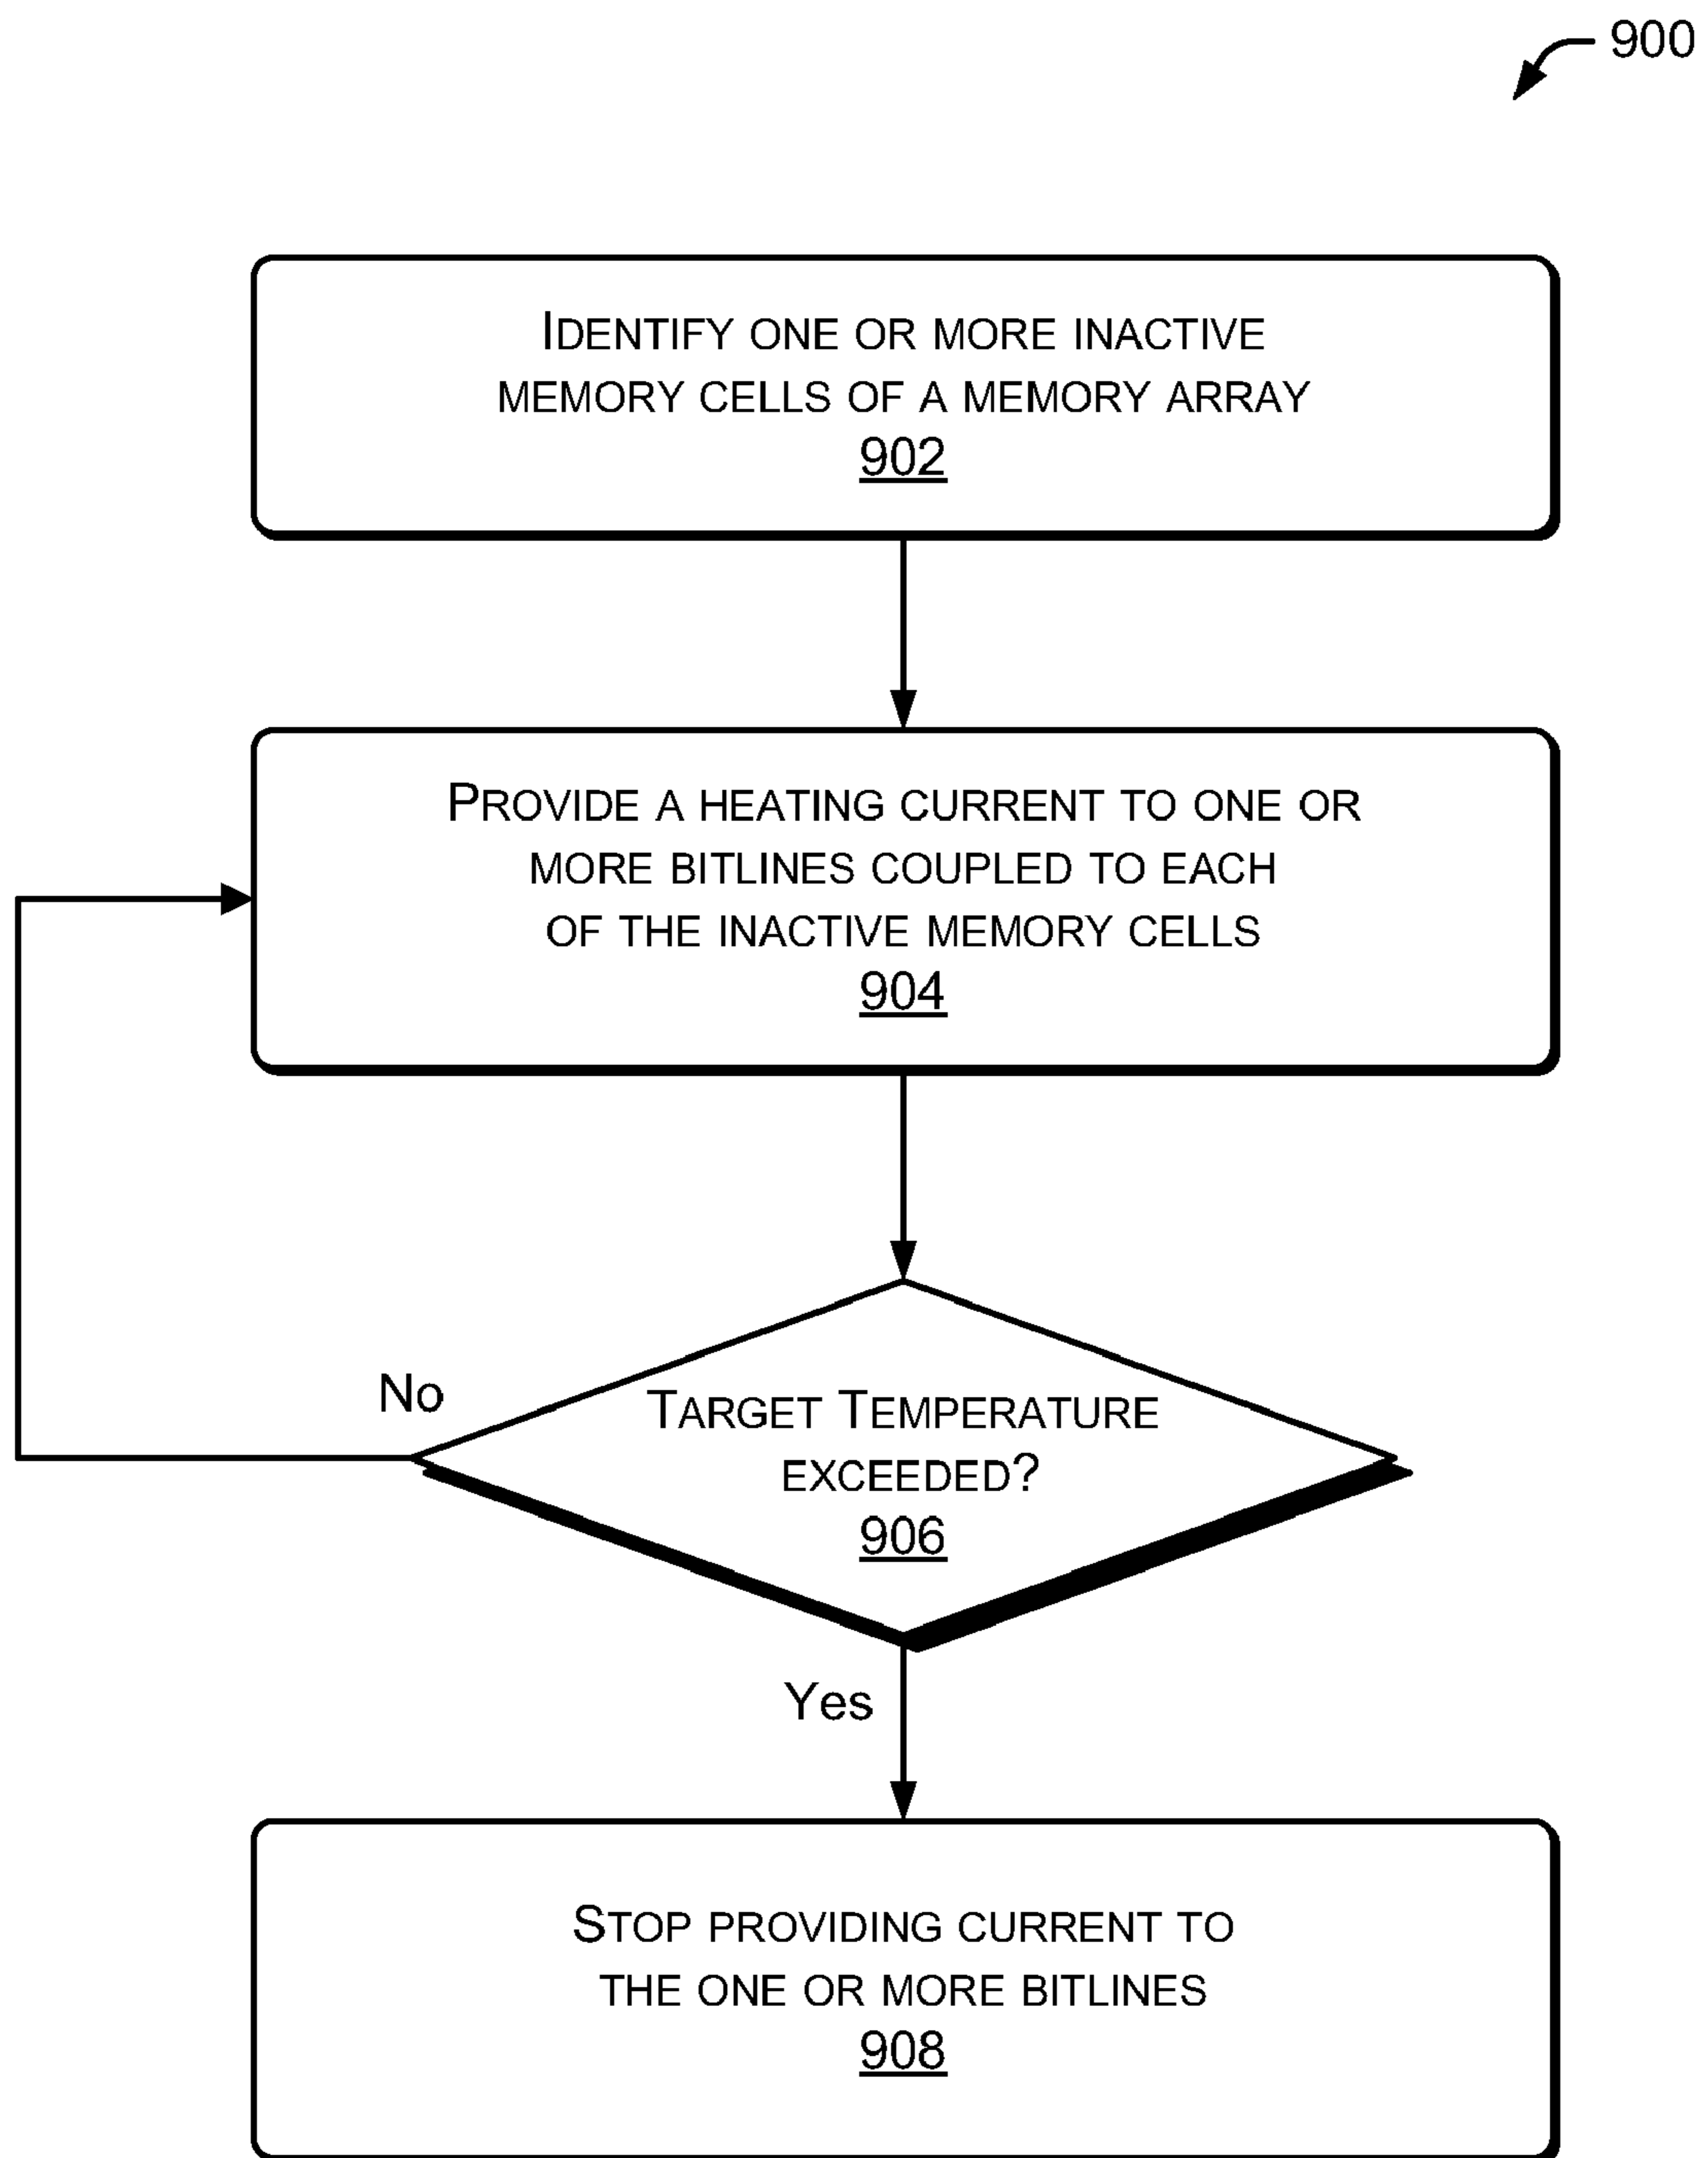 900
Identify one or more inactive
memory cells of a memory array
902
Provide a heating current to one or
more bitlines coupled to each
of the inactive memory cells
904
No
Target Temperature
exceeded?
906
Yes
Stop providing current to
the one or more bitlines
908